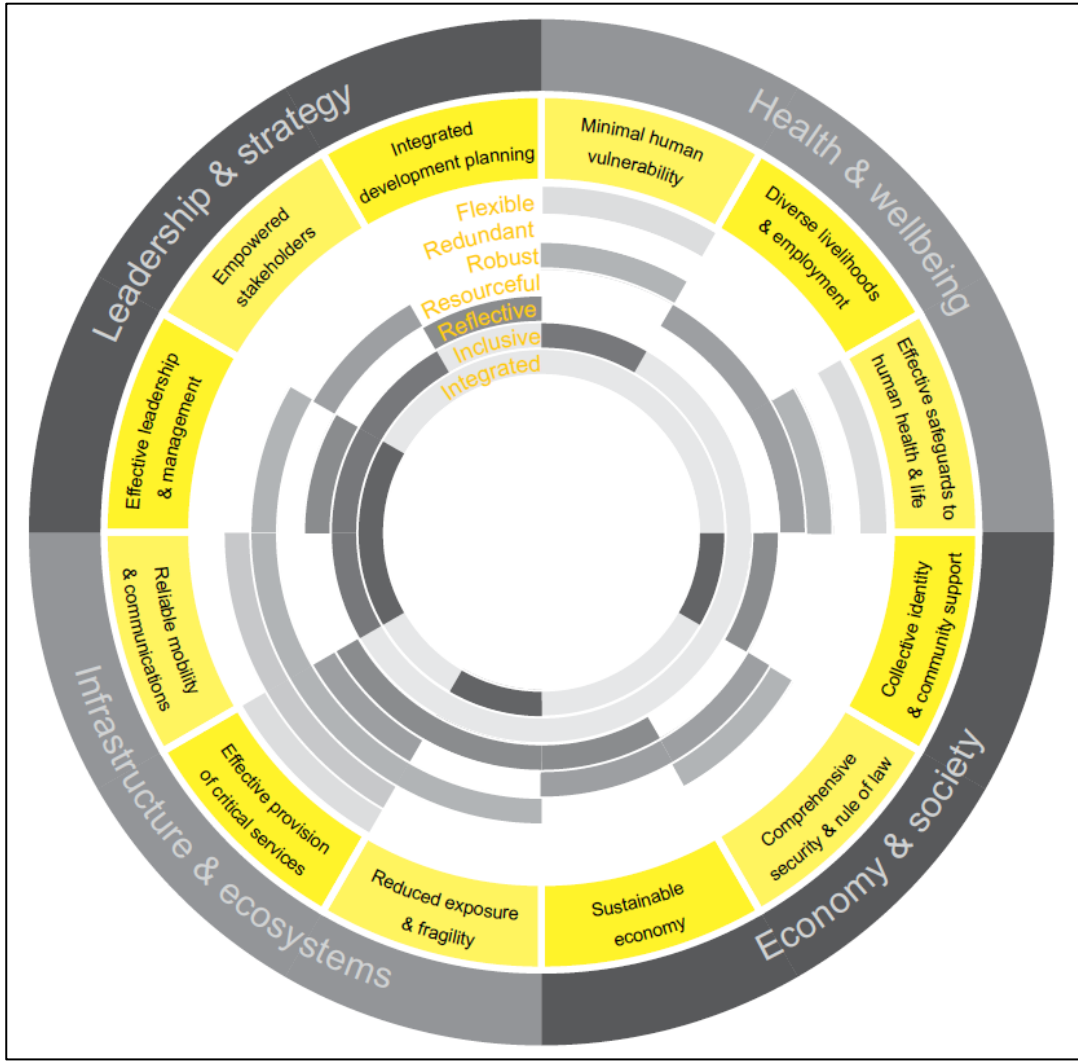 Leadership & strategy
Health & wellbeing
Economy & society
Infrastructure & ecosystems
Integrated
development planning
Minimal human
vulnerability
Diverse livelihoods
& employment
Effective safeguards to
human health & life
Collective identity
& community support
Comprehensive
security & rule of law
Sustainable
economy
Reduced exposure
& fragility
Effective provision
of critical services
Reliable mobility
& communications
Effective leadership
& management
Empowered
stakeholders
Flexible
Redundant
Robust
Resourceful
Reflective
Inclusive
Integrated